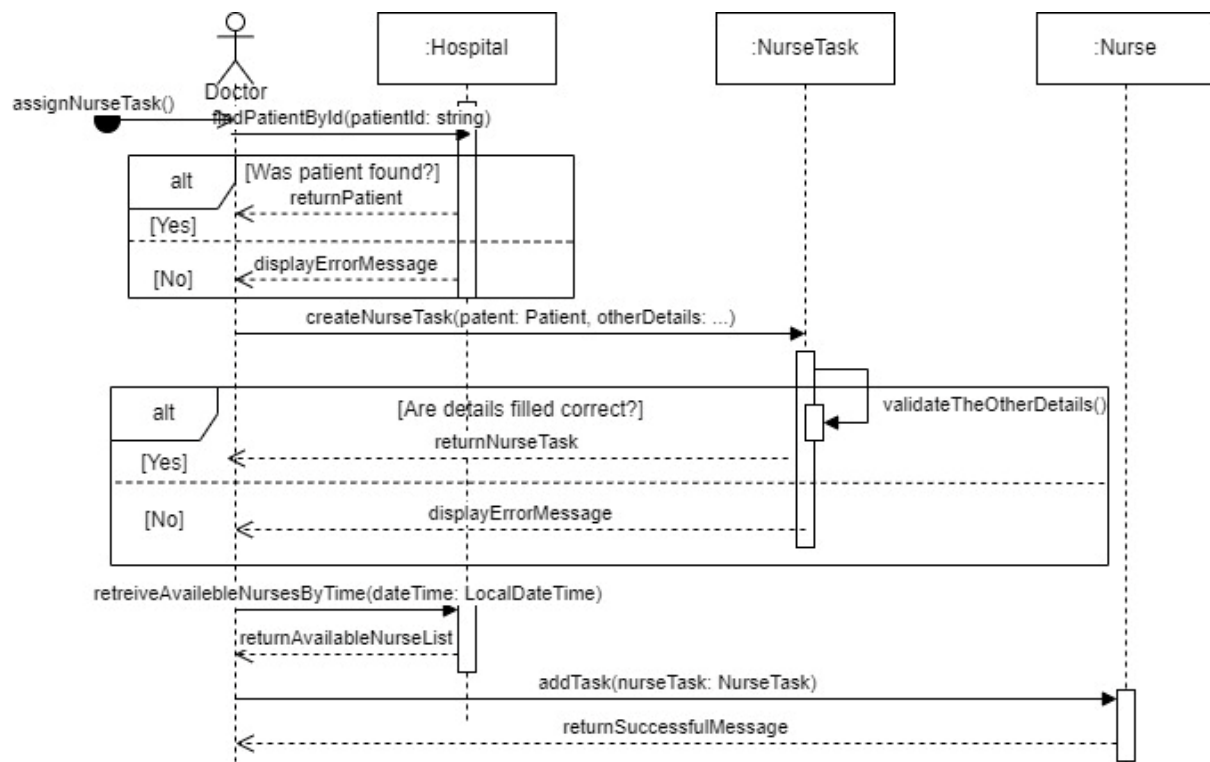 :Hospital
:NurseTask
:Nurse
Doctor
assignNurseTask()
findPatientById(patientId: string)
alt
[Was patient found?]
returnPatient
[Yes]
displayErrorMessage
[No]
createNurseTask(patent: Patient, otherDetails: ...)
alt
[Are details filled correct?]
validateTheOtherDetails()
returnNurseTask
[Yes]
displayErrorMessage
[No]
retreiveAvailebleNursesByTime(dateTime: LocalDateTime)
returnAvailableNurseList
addTask(nurseTask: NurseTask)
returnSuccessfulMessage